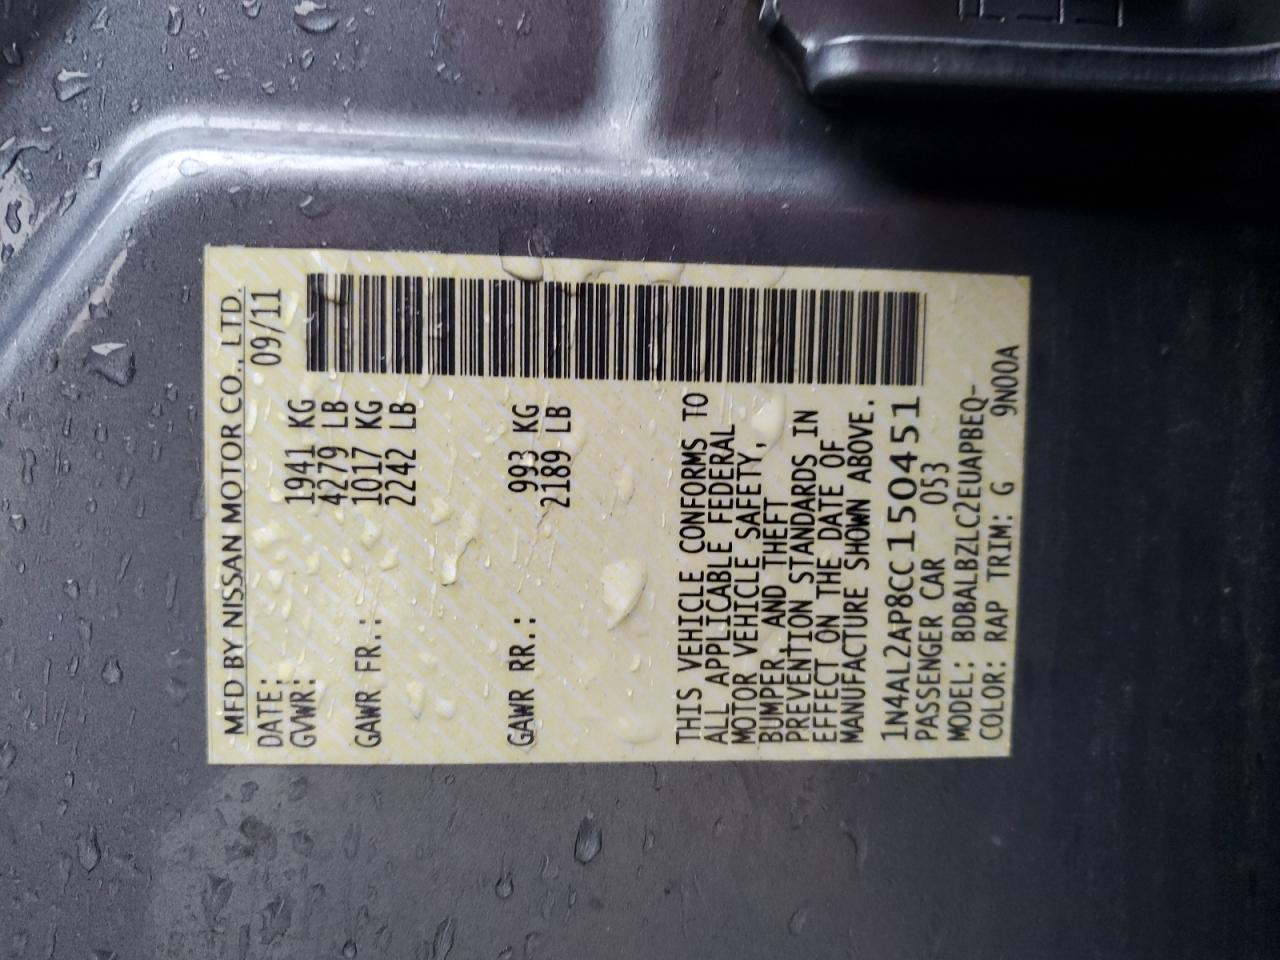 MFD BY NISSAN MOTOR CO., LTD.
DATE: 09/11
GVWR: 1941 KG
4279 LB
GAWR FR.: 1017 KG
2242 LB
GAWR RR.: 993 KG
2189 LB
THIS VEHICLE CONFORMS TO
ALL APPLICABLE FEDERAL
MOTOR VEHICLE SAFETY,
BUMPER, AND THEFT
PREVENTION STANDARDS IN
EFFECT ON THE DATE OF
MANUFACTURE SHOWN ABOVE.
1N4AL2AP8CC150451
PASSENGER CAR 053
MODEL: BDBALBZLC2EUAPBEQ-
COLOR: RAP TRIM: G 9N00A